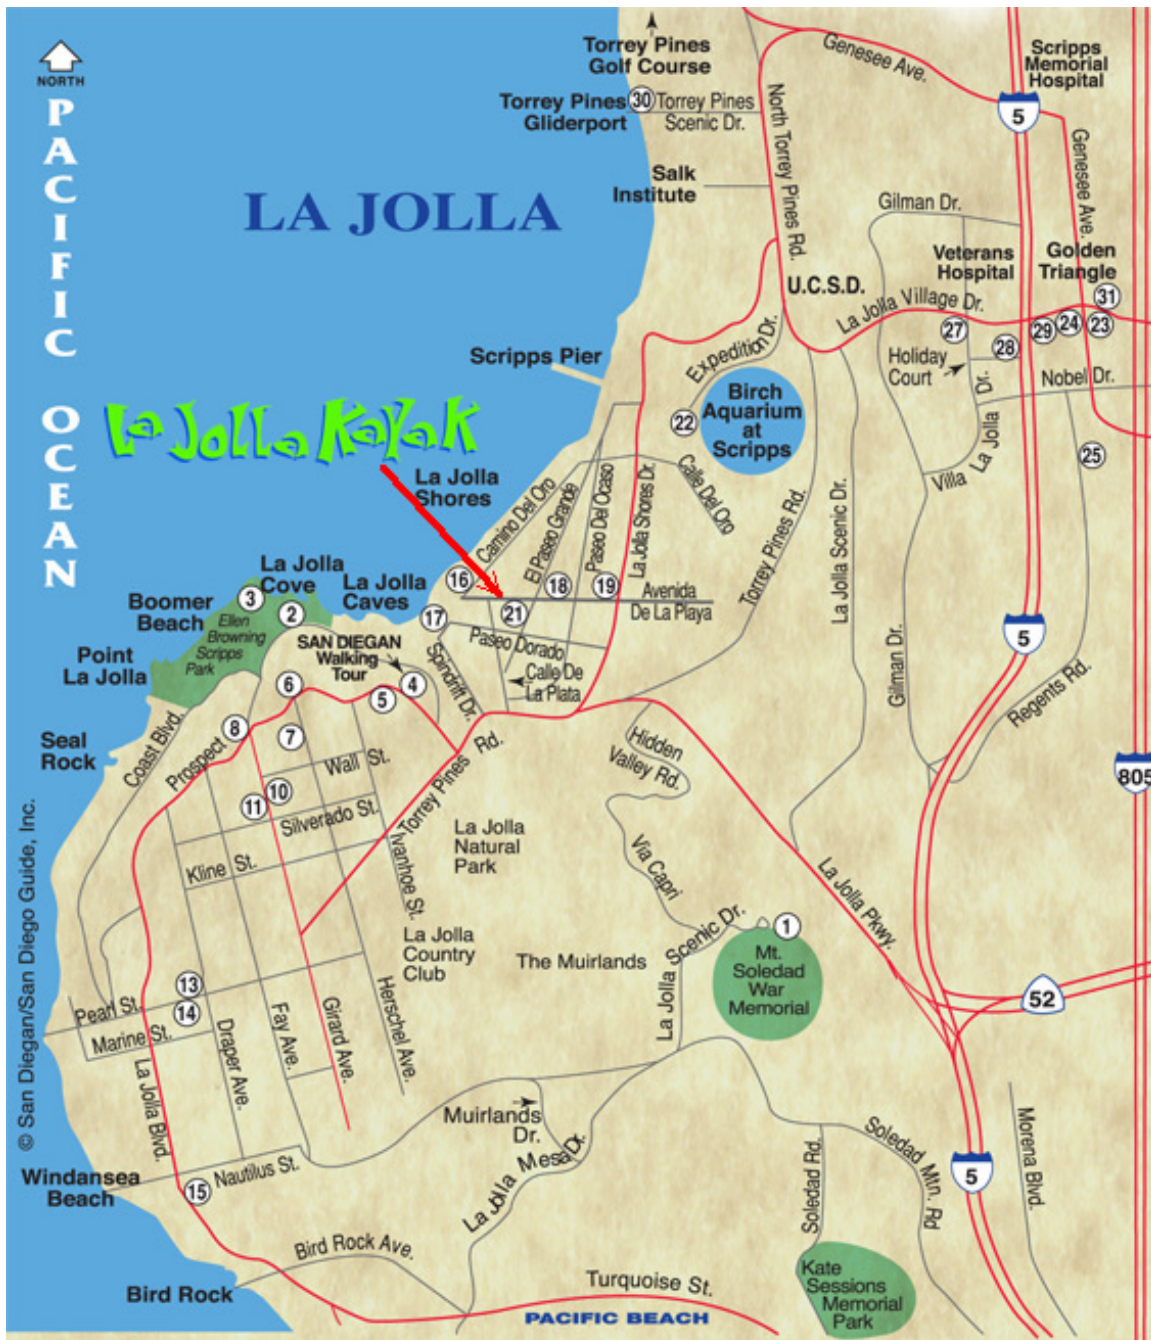 NORTH
PACIFIC OCEAN
LA JOLLA
La Jolla Kayak
Torrey Pines
Golf Course
Torrey Pines
Gliderport
30
Torrey Pines
Scenic Dr.
Salk
Institute
North Torrey Pines Rd.
Genesee Ave.
Scripps
Memorial
Hospital
5
Genesee Ave.
Gilman Dr.
Veterans
Hospital
Golden
Triangle
31
U.C.S.D.
La Jolla Village Dr.
27
28
29
24
23
Holiday
Court
Nobel Dr.
Villa La Jolla Dr.
25
Scripps Pier
Expedition Dr.
22
Birch
Aquarium
at
Scripps
La Jolla
Shores
Camino Del Oro
El Paseo Grande
Paseo Del Ocaso
La Jolla Shores Dr.
Calle Del Oro
Torrey Pines Rd.
La Jolla Scenic Dr.
Gilman Dr.
5
Regents Rd.
805
16
18
19
Avenida
De La Playa
21
17
Paseo Dorado
Calle De
La Plata
Spindrift Dr.
La Jolla
Cove
La Jolla
Caves
Boomer
Beach
3
2
Ellen
Browning
Scripps
Park
Point
La Jolla
SAN DIEGAN
Walking
Tour
4
5
6
7
8
Seal
Rock
Coast Blvd.
Prospect
Wall St.
10
11
Silverado St.
Kline St.
Torrey Pines Rd.
Ivanhoe St.
La Jolla
Natural
Park
Hidden
Valley Rd.
Via Capri
La Jolla Pkwy.
La Jolla
Country
Club
The Muirlands
La Jolla Scenic Dr.
1
Mt.
Soledad
War
Memorial
52
13
14
Pearl St.
Marine St.
La Jolla Blvd.
Draper Ave.
Fay Ave.
Girard Ave.
Herschel Ave.
Muirlands
Dr.
La Jolla Mesa Dr.
Soledad Rd.
Soledad Mtn. Rd
5
Morena Blvd.
Windansea
Beach
15
Nautilus St.
Bird Rock Ave.
Bird Rock
Turquoise St.
PACIFIC BEACH
Kate
Sessions
Memorial
Park
© San Diegan/San Diego Guide, Inc.